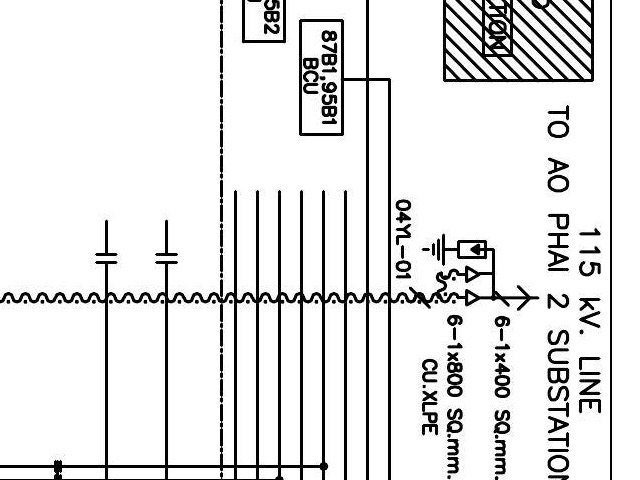 115 kV. LINE
TO AO PHAI 2 SUBSTATION
6-1x400 SQ.mm.
6-1x800 SQ.mm.
CU.XLPE
04YL-01
87B1,95B1
BCU
5B2